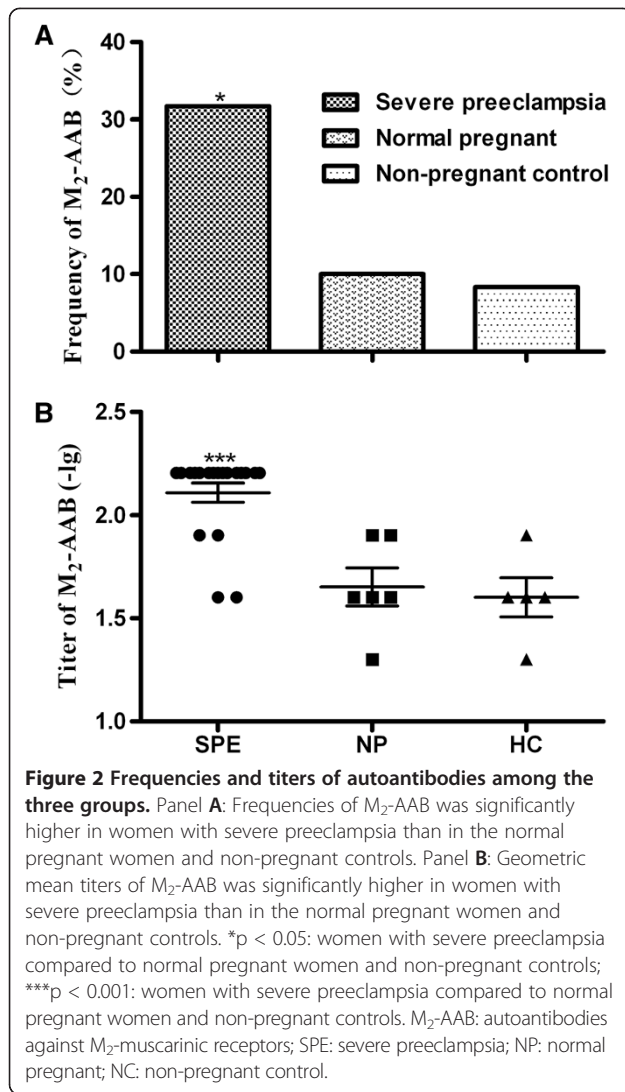 A
Frequency of M₂-AAB (%)
40
30
20
10
0
*
Severe preeclampsia
Normal pregnant
Non-pregnant control
B
Titer of M₂-AAB (-lg)
2.5
2.0
1.5
1.0
***
SPE NP HC
Figure 2 Frequencies and titers of autoantibodies among the
three groups. Panel A: Frequencies of M₂-AAB was significantly
higher in women with severe preeclampsia than in the normal
pregnant women and non-pregnant controls. Panel B: Geometric
mean titers of M₂-AAB was significantly higher in women with
severe preeclampsia than in the normal pregnant women and
non-pregnant controls. *p < 0.05: women with severe preeclampsia
compared to normal pregnant women and non-pregnant controls;
***p < 0.001: women with severe preeclampsia compared to normal
pregnant women and non-pregnant controls. M₂-AAB: autoantibodies
against M₂-muscarinic receptors; SPE: severe preeclampsia; NP: normal
pregnant; NC: non-pregnant control.